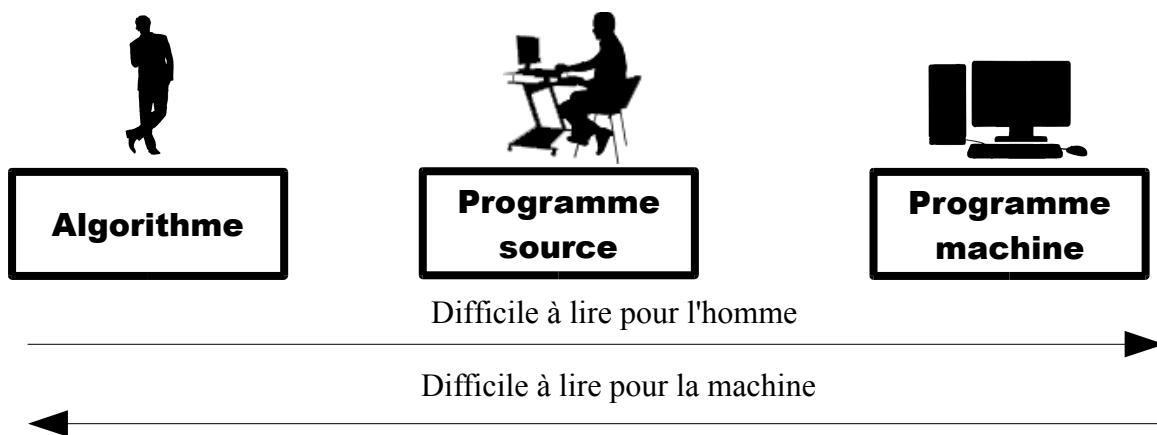 Algorithme
Programme
source
Programme
machine
Difficile à lire pour l'homme
Difficile à lire pour la machine